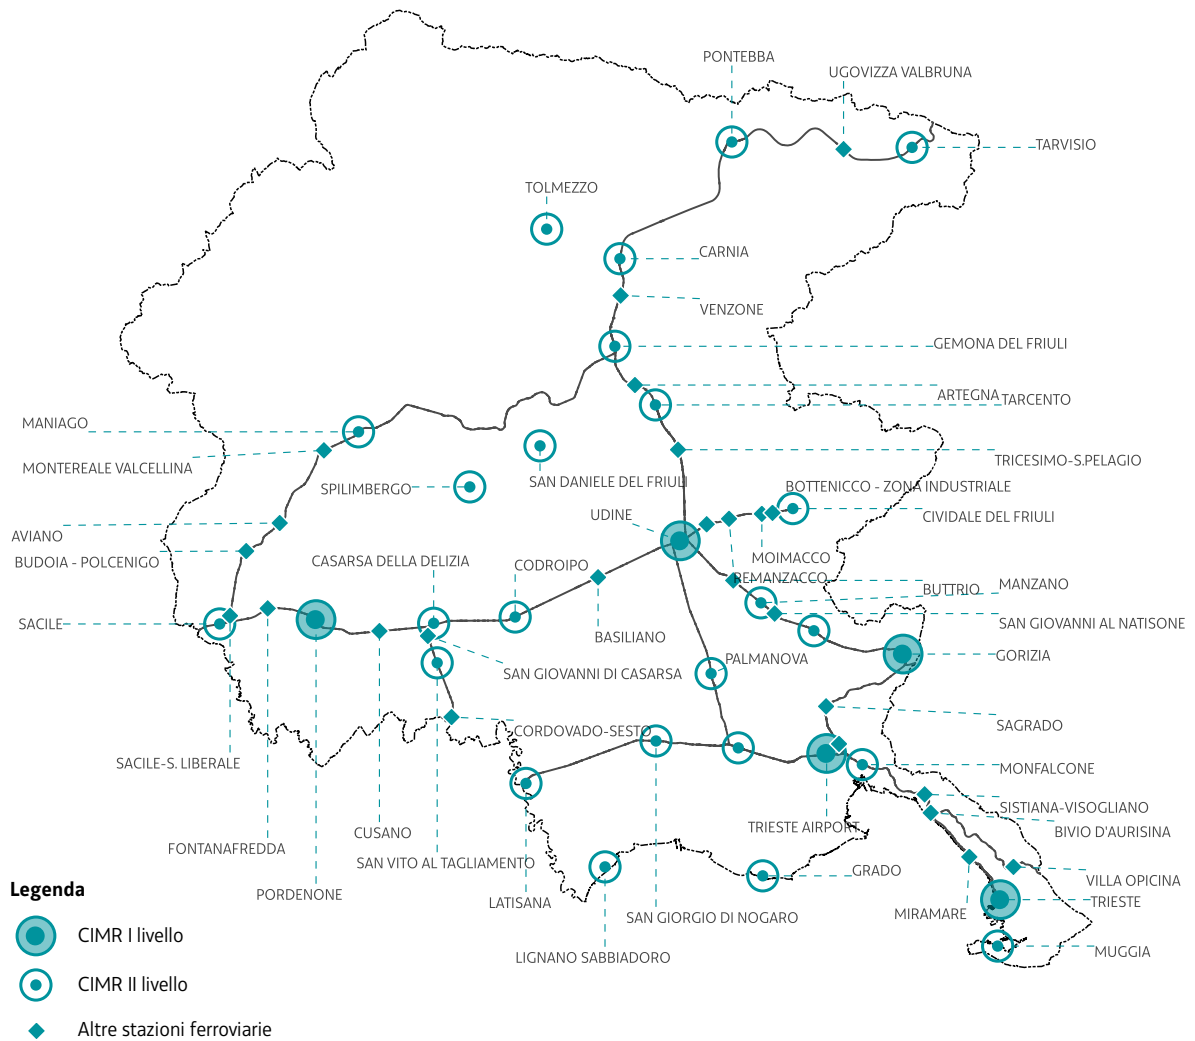 PONTEBBA
UGOVIZZA VALBRUNA
TARVISIO
TOLMEZZO
CARNIA
VENZONE
GEMONA DEL FRIULI
ARTEGNA
TARCENTO
MANIAGO
MONTEREALE VALCELLINA
TRICESIMO-S.PELAGIO
SPILIMBERGO
SAN DANIELE DEL FRIULI
BOTTENICCO - ZONA INDUSTRIALE
UDINE
CIVIDALE DEL FRIULI
AVIANO
BUDOIA - POLCENIGO
CASARSA DELLA DELIZIA
CODROIPO
MOIMACCO
REMANZACCO
BUTTRIO
MANZANO
SACILE
BASILIANO
SAN GIOVANNI AL NATISONE
PALMANOVA
GORIZIA
SAN GIOVANNI DI CASARSA
SAGRADO
CORDOVADO-SESTO
SACILE-S. LIBERALE
MONFALCONE
SISTIANA-VISOGLIANO
CUSANO
TRIESTE AIRPORT
BIVIO D'AURISINA
FONTANAFREDDA
SAN VITO AL TAGLIAMENTO
GRADO
VILLA OPICINA
PORDENONE
LATISANA
TRIESTE
SAN GIORGIO DI NOGARO
MIRAMARE
LIGNANO SABBIADORO
MUGGIA
Legenda
CIMR I livello
CIMR II livello
Altre stazioni ferroviarie